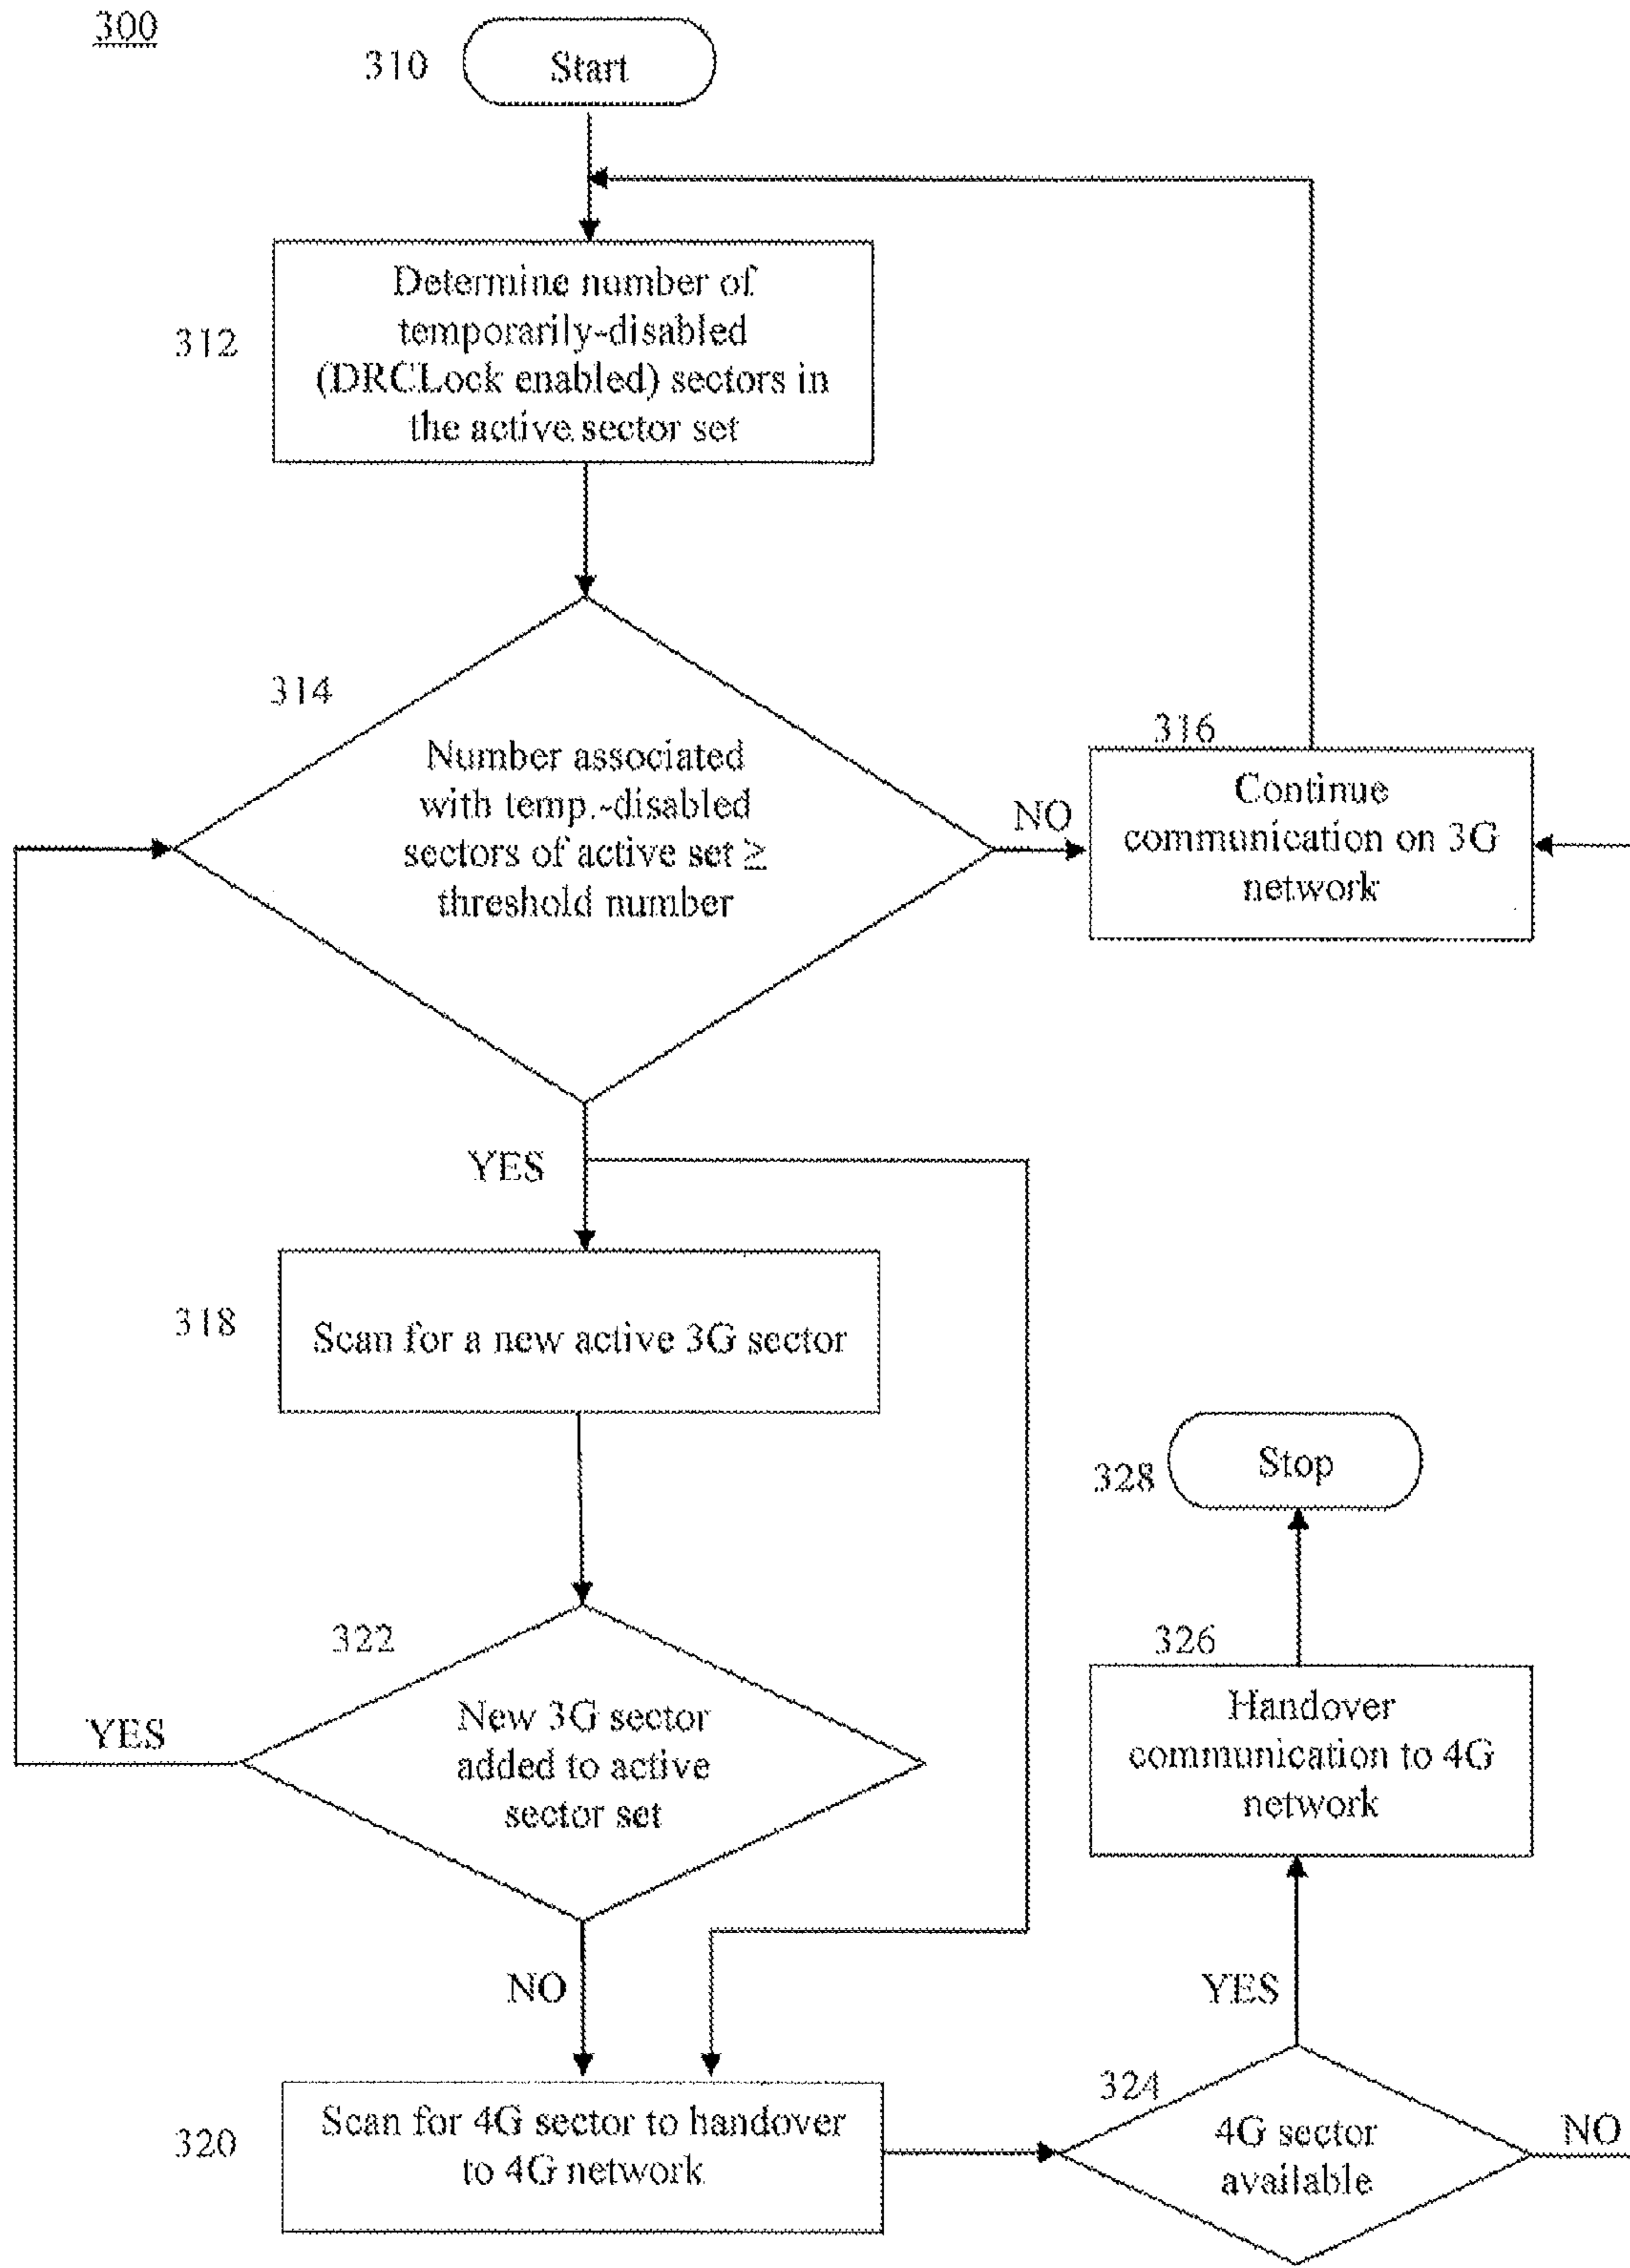 300
310
Start
312
Determine number of
temporarily-disabled
(DRCLock enabled) sectors in
the active sector set
314
Number associated
with temp.-disabled
sectors of active set ≥
threshold number
NO
316
Continue
communication on 3G
network
YES
318
Scan for a new active 3G sector
322
New 3G sector
added to active
sector set
YES
NO
320
Scan for 4G sector to handover
to 4G network
324
4G sector
available
NO
YES
326
Handover
communication to 4G
network
328
Stop